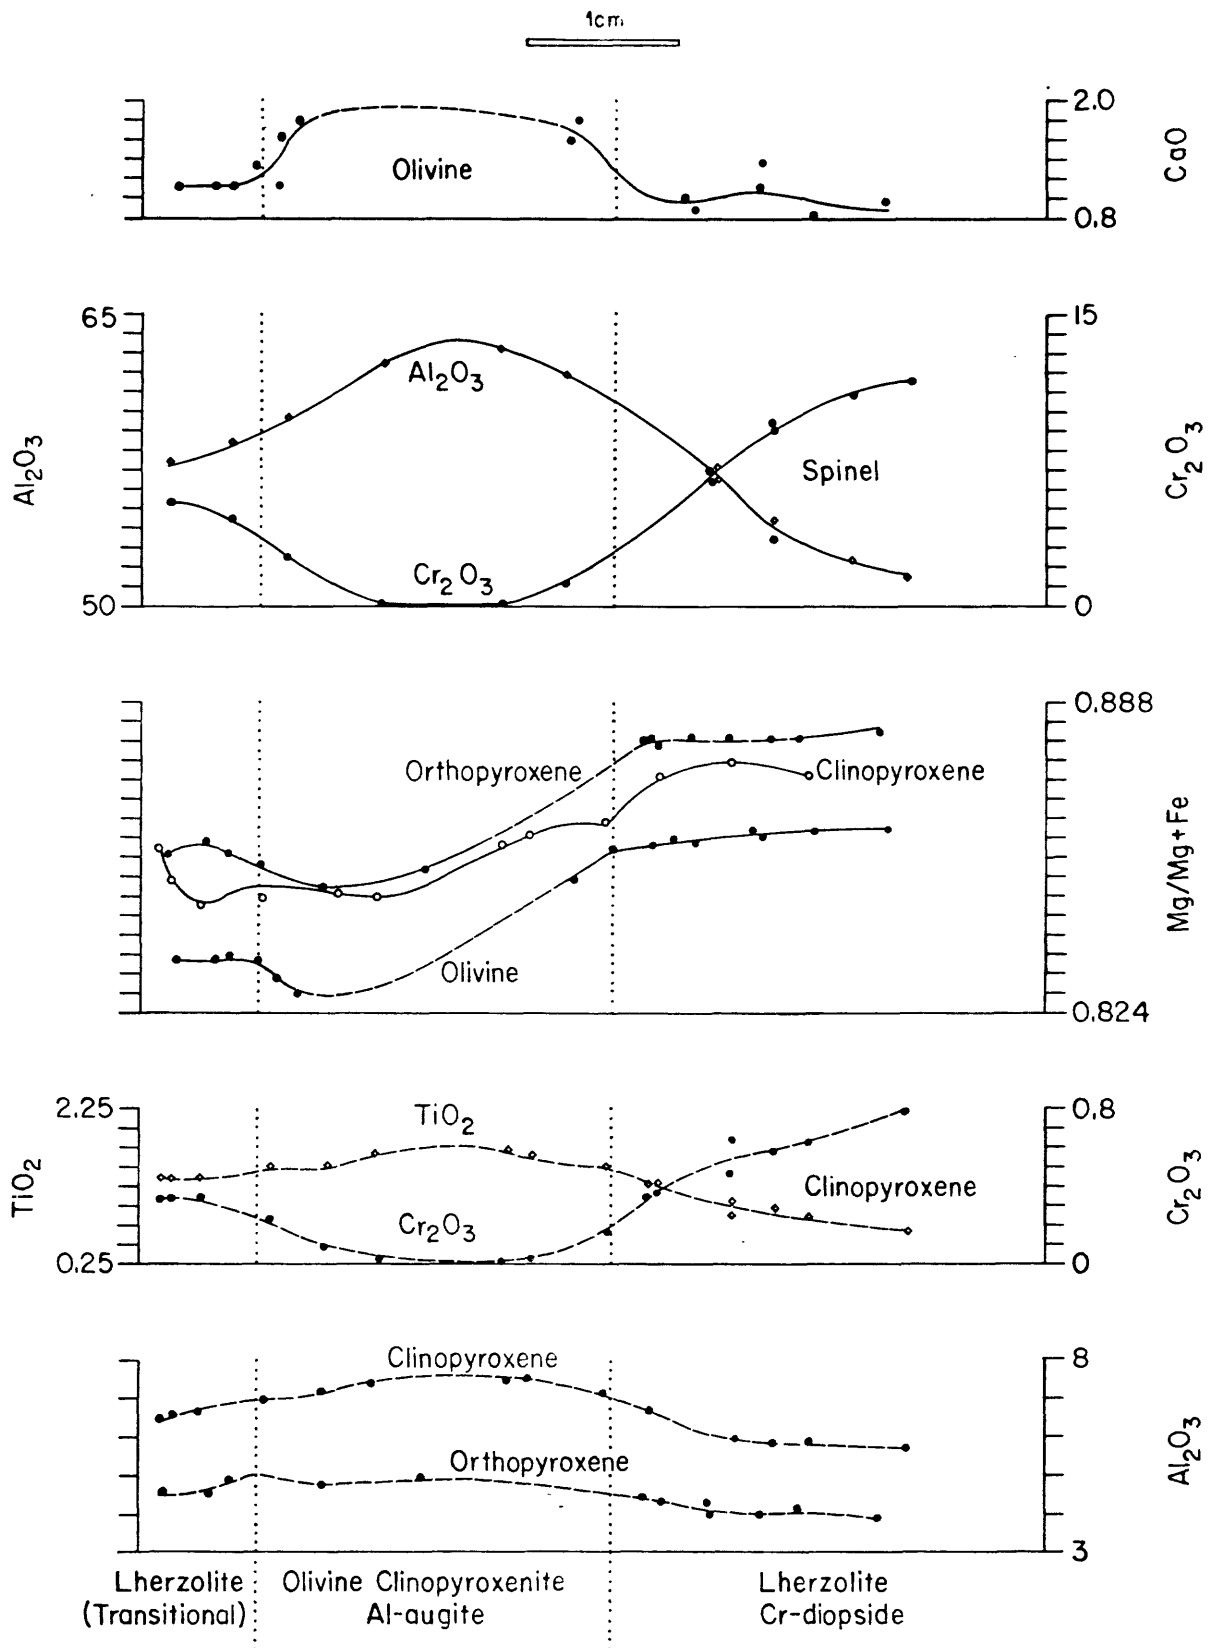 1cm
2.0
CaO
Olivine
0.8
65
15
Al2O3
Al2O3
Cr2O3
Spinel
Cr2O3
50
0
0.888
Orthopyroxene
Clinopyroxene
Mg/Mg+Fe
Olivine
0.824
2.25
TiO2
0.8
TiO2
Clinopyroxene
Cr2O3
Cr2O3
0.25
0
Clinopyroxene
8
Orthopyroxene
Al2O3
3
Lherzolite Olivine Clinopyroxenite Lherzolite
(Transitional) Al-augite Cr-diopside